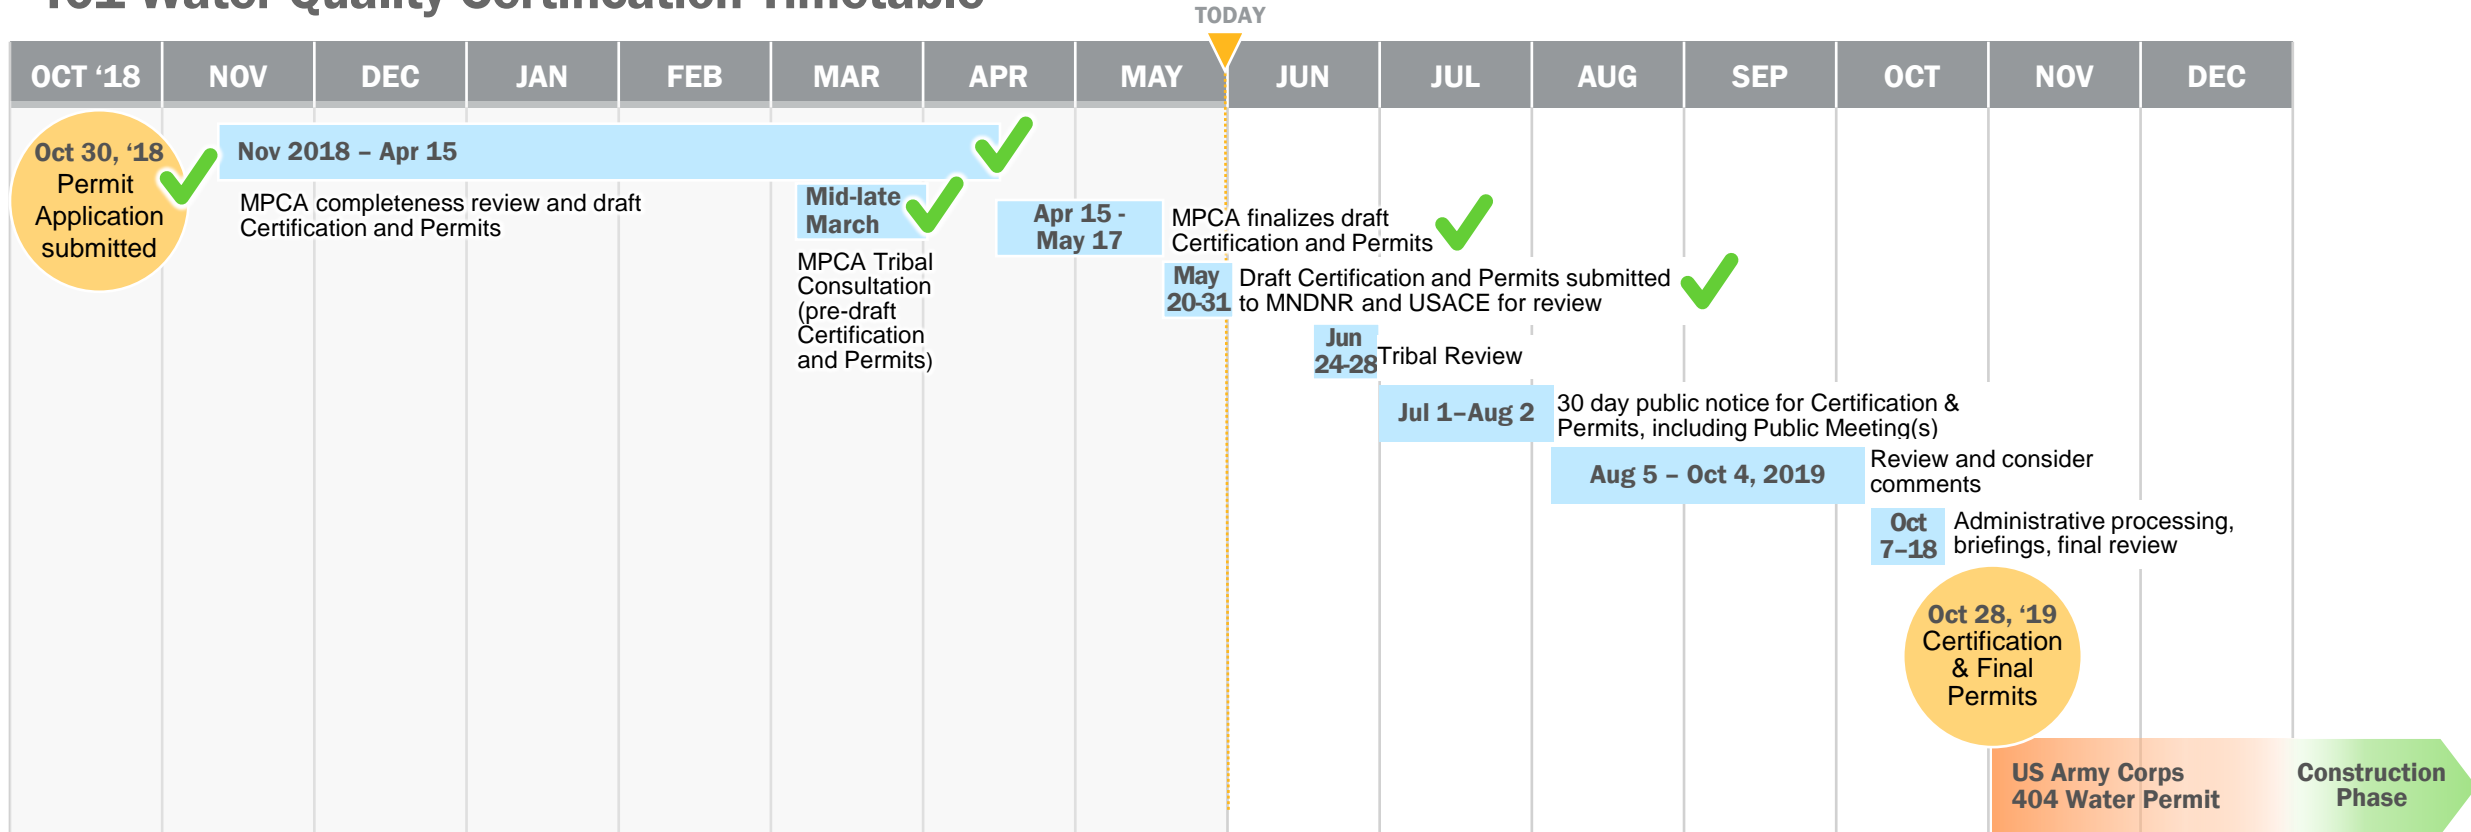 401 Water Quality Certification Timetable
TODAY
OCT ‘18 NOV DEC JAN FEB MAR APR MAY JUN JUL AUG SEP OCT NOV DEC
Oct 30, ‘18
Permit
Application
submitted
Nov 2018 – Apr 15
MPCA completeness review and draft
Certification and Permits
Mid-late
March
MPCA Tribal
Consultation
(pre-draft
Certification
and Permits)
Apr 15 -
May 17
MPCA finalizes draft
Certification and Permits
May
20-31
Draft Certification and Permits submitted
to MNDNR and USACE for review
Jun
24-28
Tribal Review
Jul 1–Aug 2
30 day public notice for Certification &
Permits, including Public Meeting(s)
Aug 5 – Oct 4, 2019
Review and consider
comments
Oct
7–18
Administrative processing,
briefings, final review
Oct 28, ‘19
Certification
& Final
Permits
US Army Corps
404 Water Permit
Construction
Phase